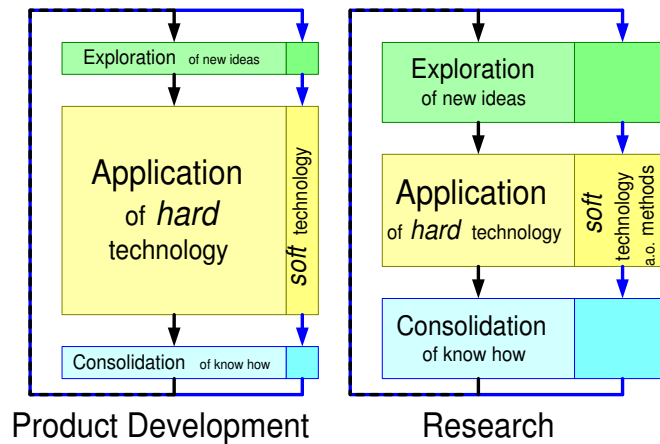 Exploration of new ideas
Application
of hard
technology
soft technology
Consolidation of know how
Product Development
Exploration
of new ideas
Application
of hard technology
soft
technology
a.o. methods
Consolidation
of know how
Research